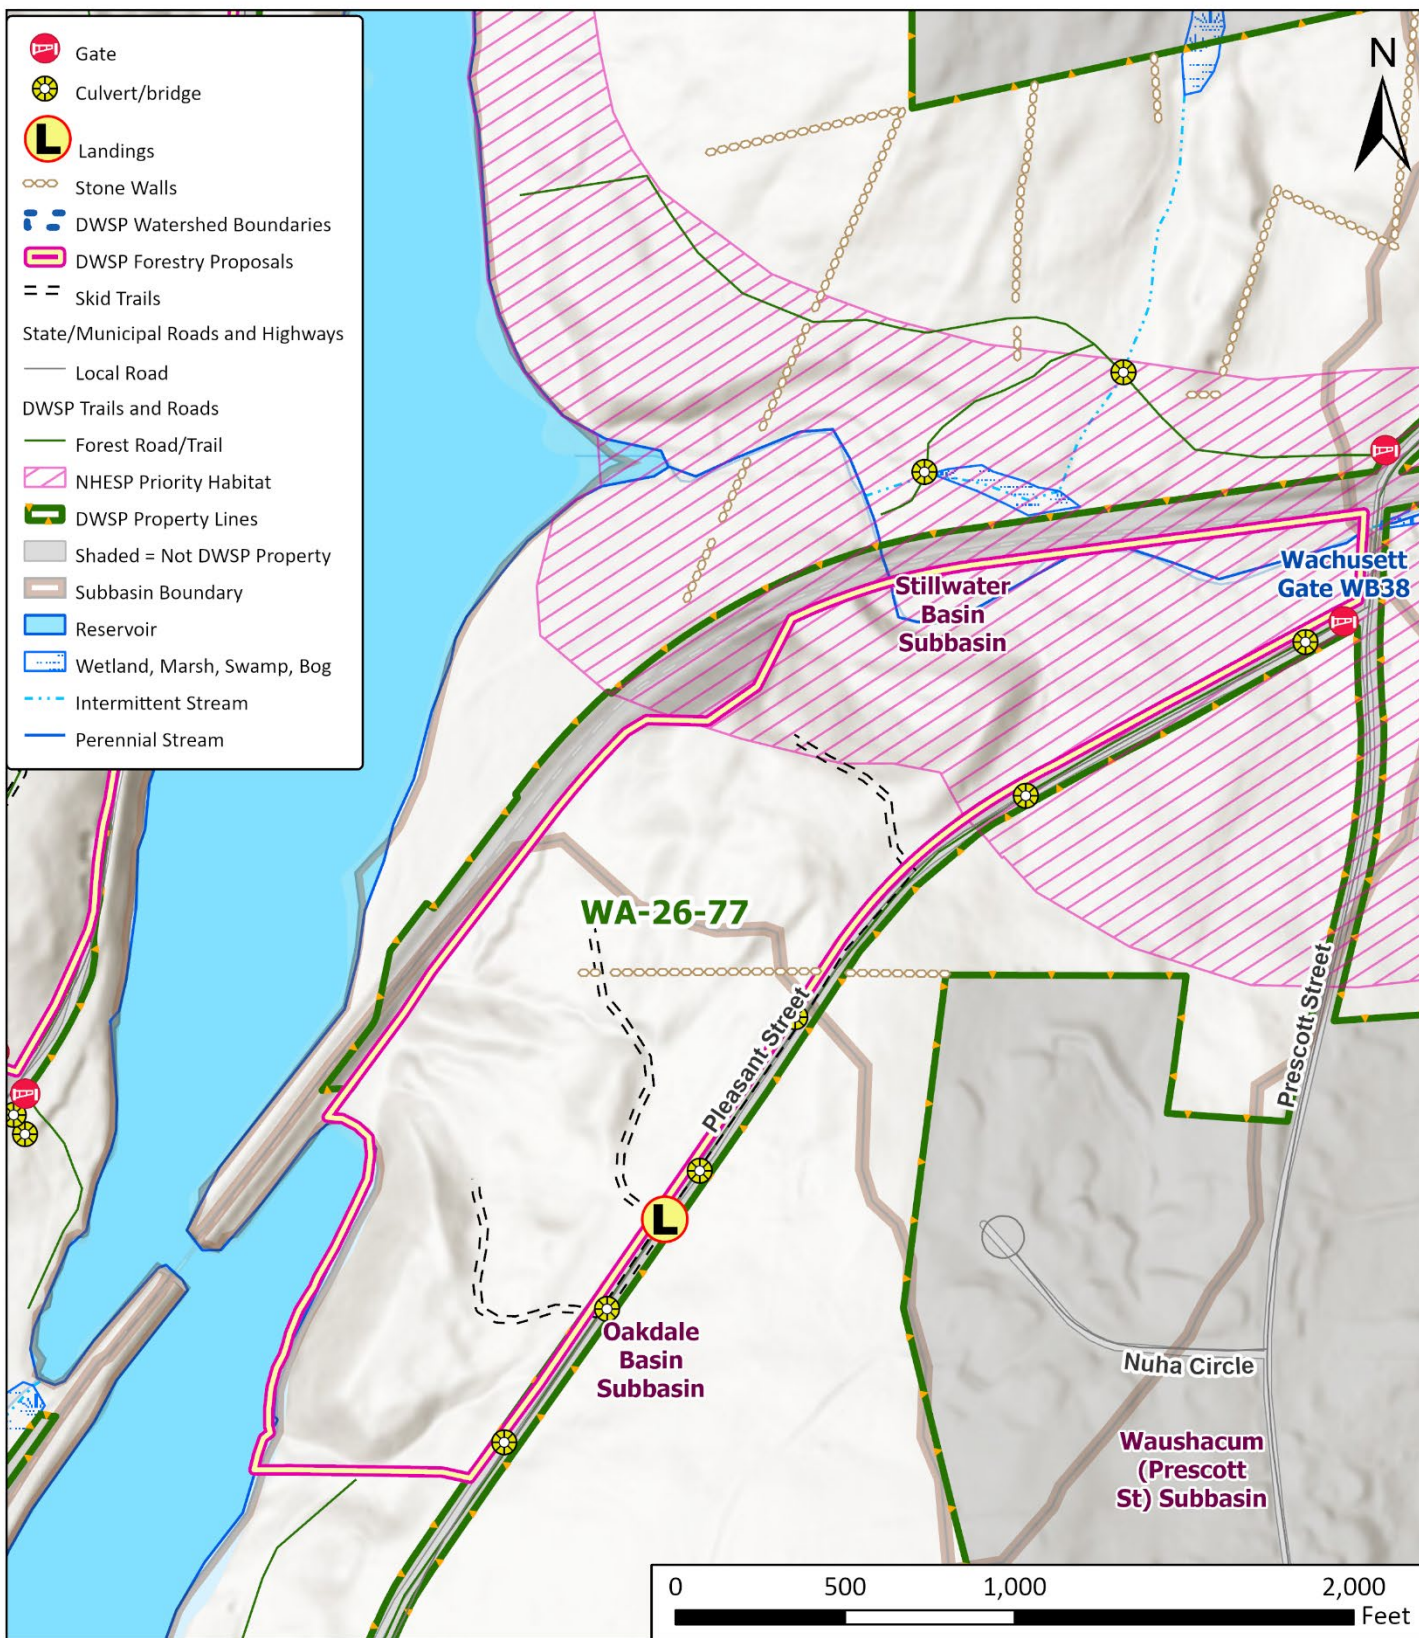 Gate
Culvert/bridge
L
Landings
Stone Walls
DWSP Watershed Boundaries
DWSP Forestry Proposals
Skid Trails
State/Municipal Roads and Highways
Local Road
DWSP Trails and Roads
Forest Road/Trail
NHESP Priority Habitat
DWSP Property Lines
Shaded = Not DWSP Property
Subbasin Boundary
Reservoir
Wetland, Marsh, Swamp, Bog
Intermittent Stream
Perennial Stream
N
Wachusett
Gate WB38
Stillwater
Basin
Subbasin
WA-26-77
Pleasant Street
Prescott Street
L
Oakdale
Basin
Subbasin
Nuha Circle
Waushacum
(Prescott
St) Subbasin
0 500 1,000 2,000
Feet